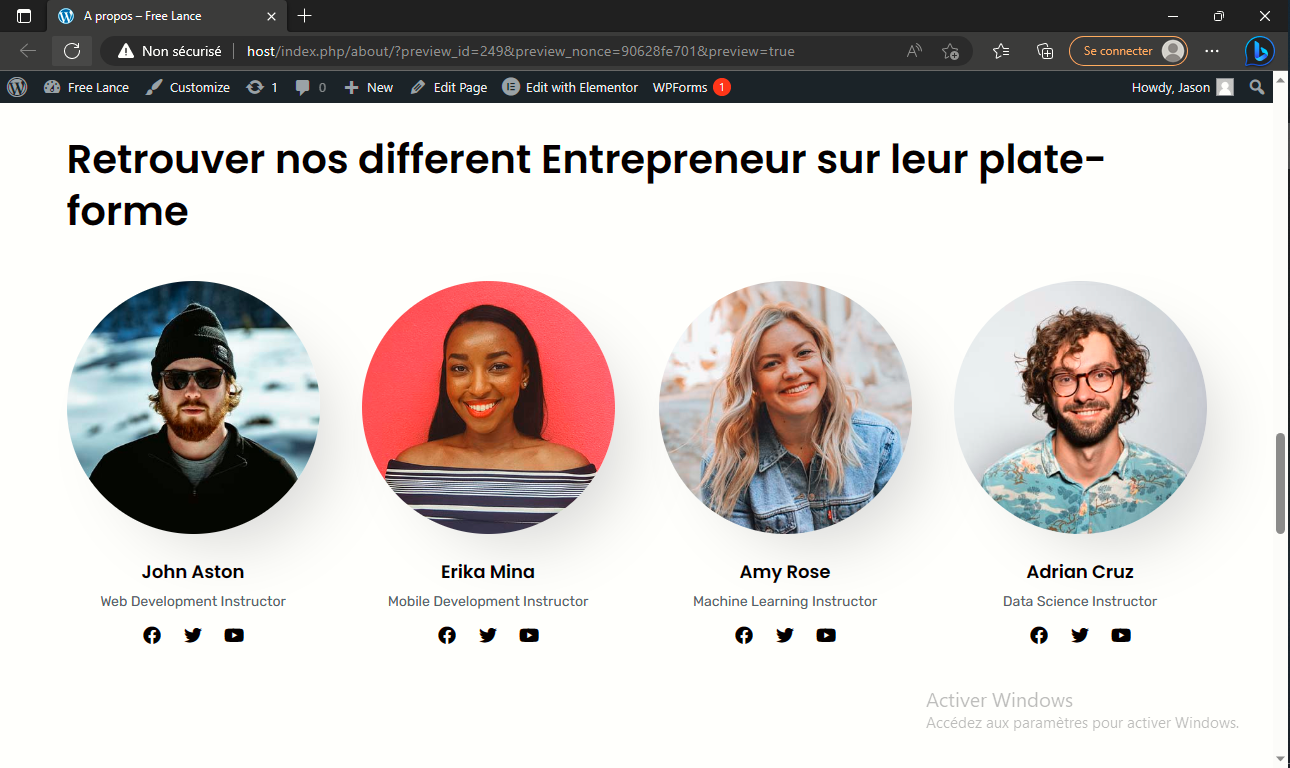 A propos – Free Lance
Non sécurisé host/index.php/about/?preview_id=249&preview_nonce=90628fe701&preview=true
Se connecter
Free Lance Customize 1 0 New Edit Page Edit with Elementor WPForms 1 Howdy, Jason
Retrouver nos different Entrepreneur sur leur plate-
forme
John Aston Erika Mina Amy Rose Adrian Cruz
Web Development Instructor Mobile Development Instructor Machine Learning Instructor Data Science Instructor
Activer Windows
Accédez aux paramètres pour activer Windows.